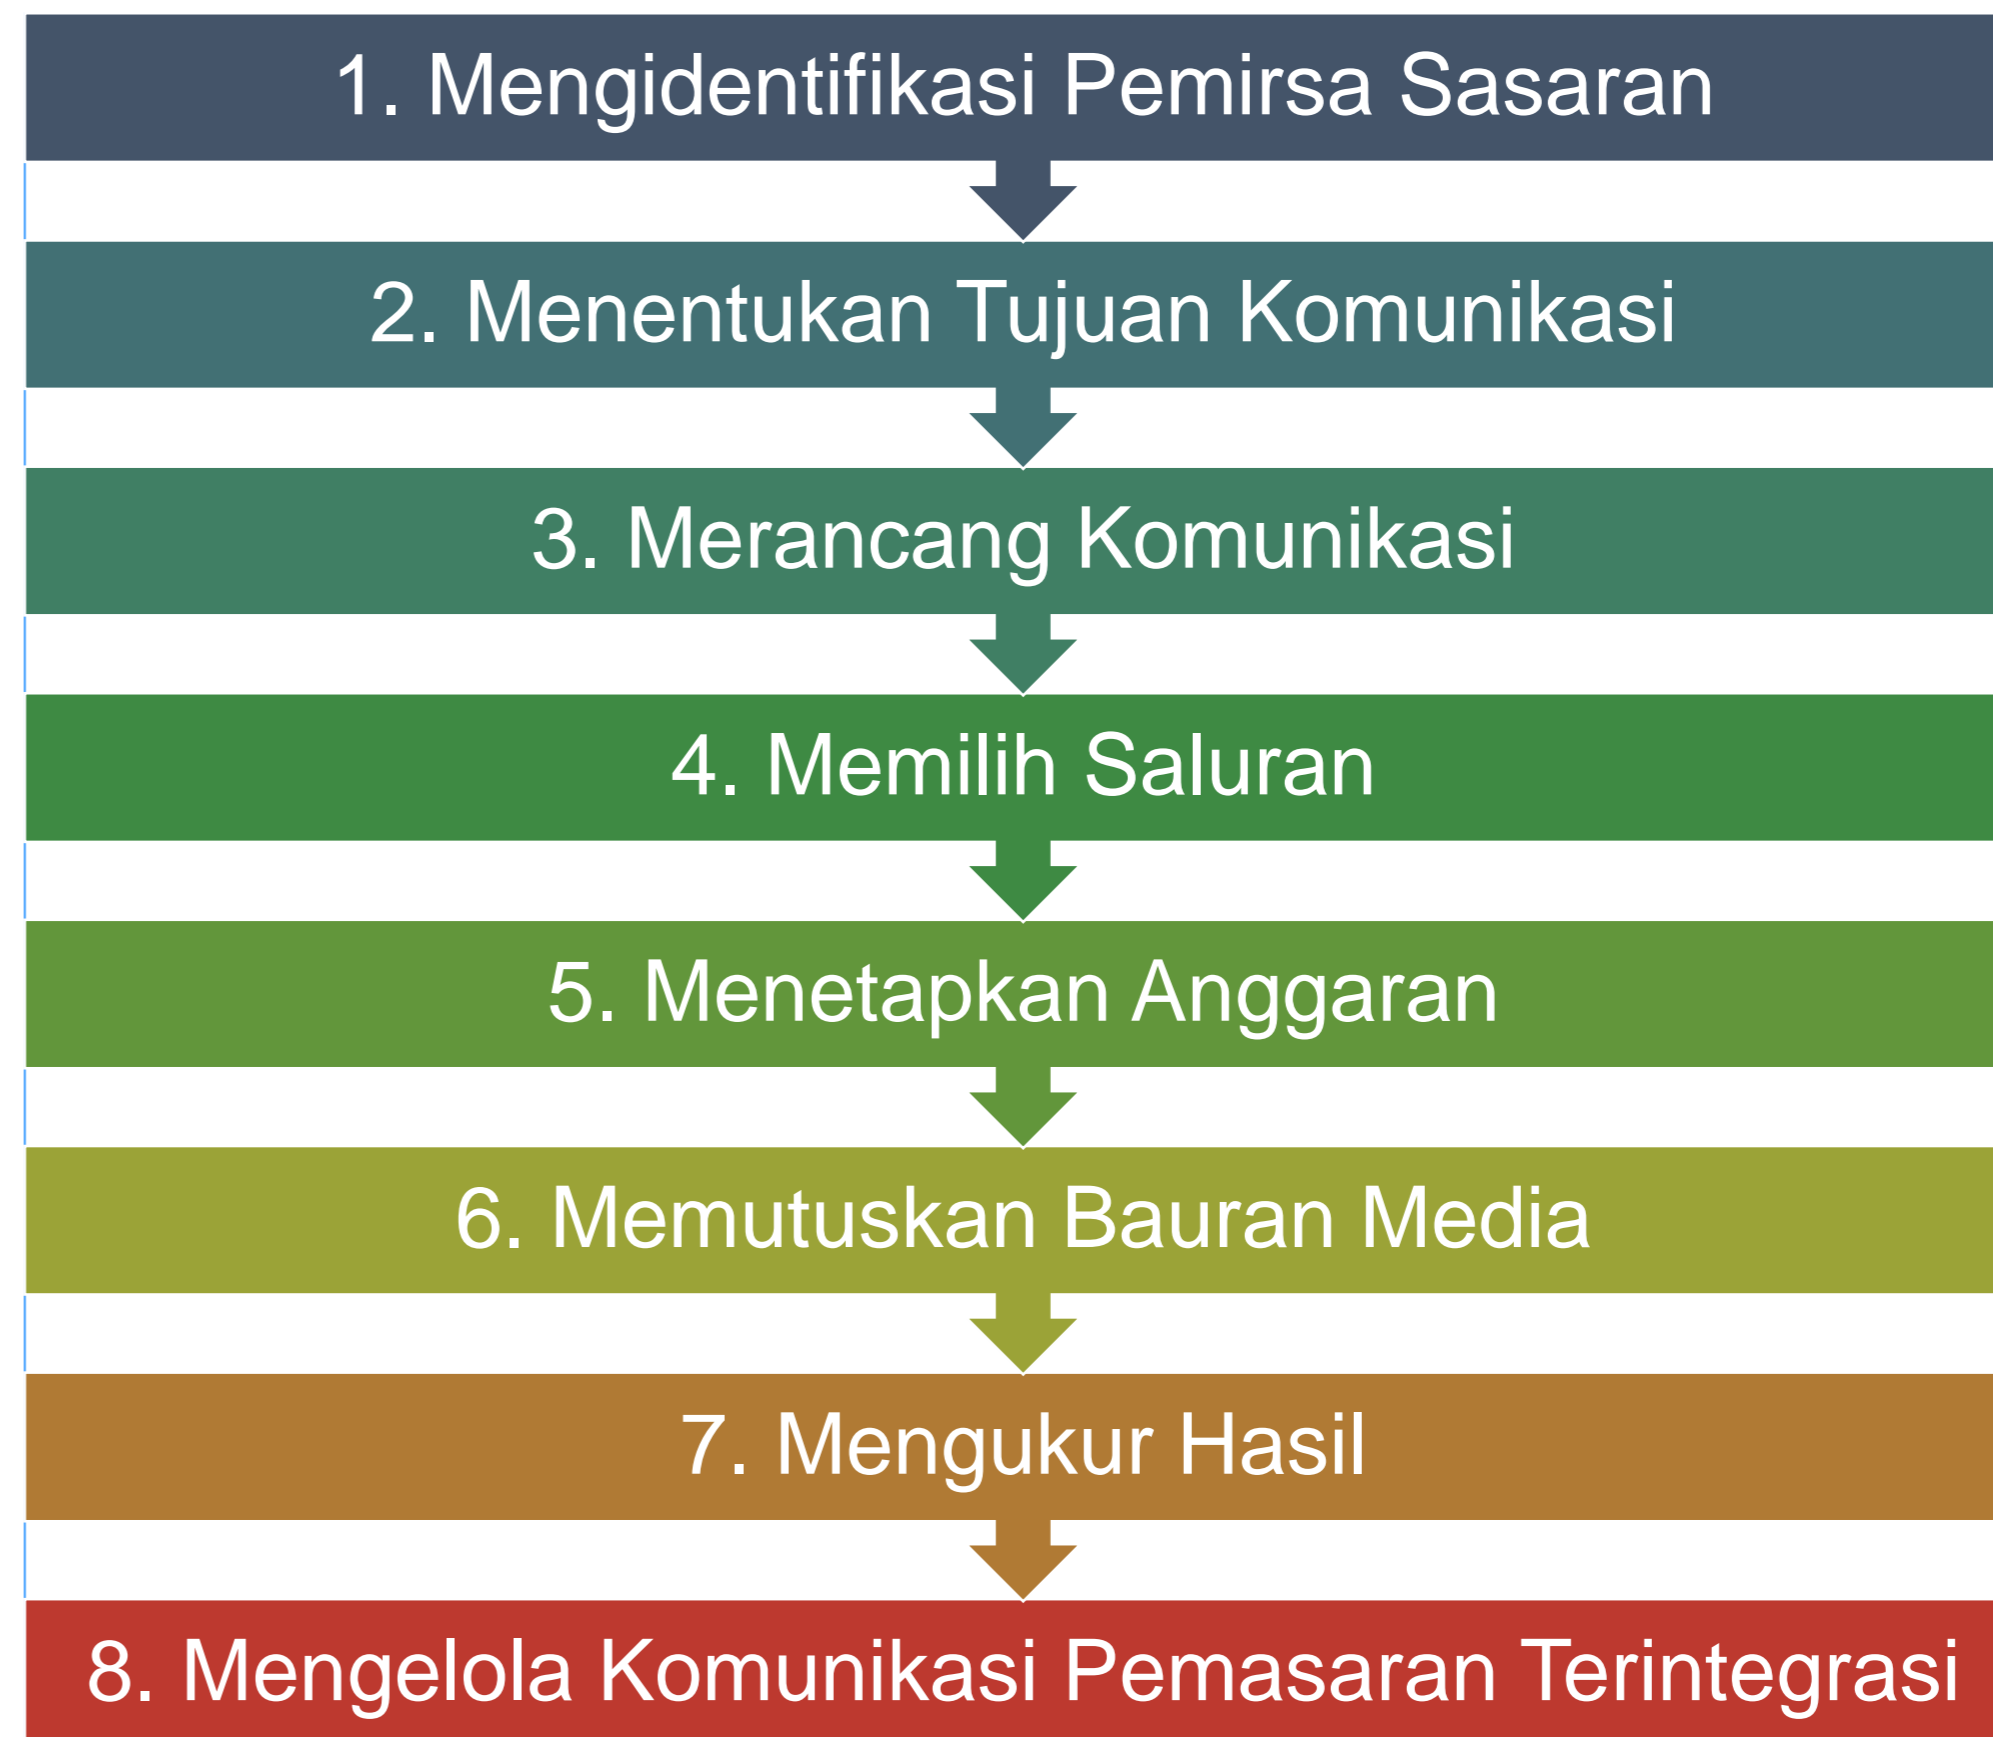 1. Mengidentifikasi Pemirsa Sasaran
2. Menentukan Tujuan Komunikasi
3. Merancang Komunikasi
4. Memilih Saluran
5. Menetapkan Anggaran
6. Memutuskan Bauran Media
7. Mengukur Hasil
8. Mengelola Komunikasi Pemasaran Terintegrasi